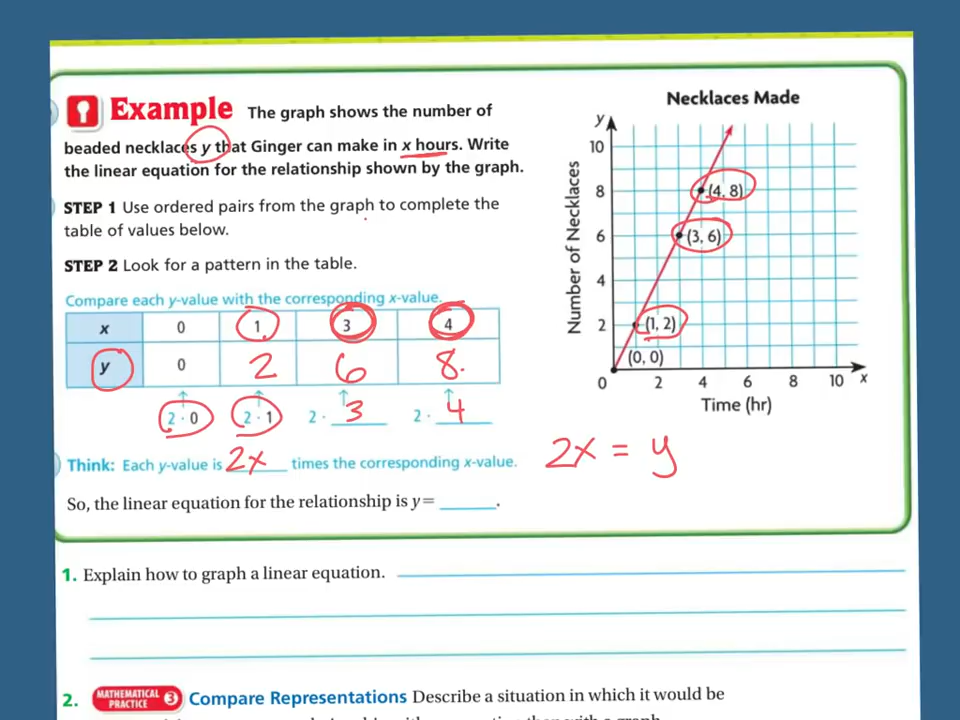 Example The graph shows the number of
beaded necklaces y that Ginger can make in x hours. Write
the linear equation for the relationship shown by the graph.
STEP 1 Use ordered pairs from the graph to complete the
table of values below.
STEP 2 Look for a pattern in the table.
Compare each y-value with the corresponding x-value.
x 0 1 3 4
y 0 2 6 8
2 · 0 2 · 1 2 · 3 2 · 4
Think: Each y-value is 2x times the corresponding x-value.
So, the linear equation for the relationship is y= ______.
Necklaces Made
y
10
8
6
4
2
0
Number of Necklaces
(4, 8)
(3, 6)
(1, 2)
(0, 0)
2 4 6 8 10 x
Time (hr)
2x = y
1. Explain how to graph a linear equation.
2. MATHEMATICAL PRACTICE 3 Compare Representations Describe a situation in which it would be